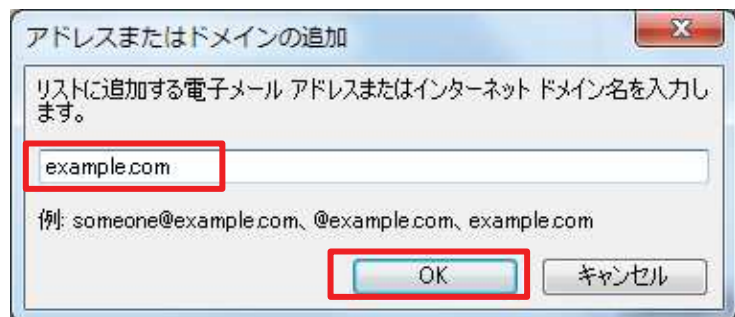 アドレスまたはドメインの追加
リストに追加する電子メール アドレスまたはインターネット ドメイン名を入力し
ます。
example.com
例: someone@example.com、@example.com、example.com
OK
キャンセル